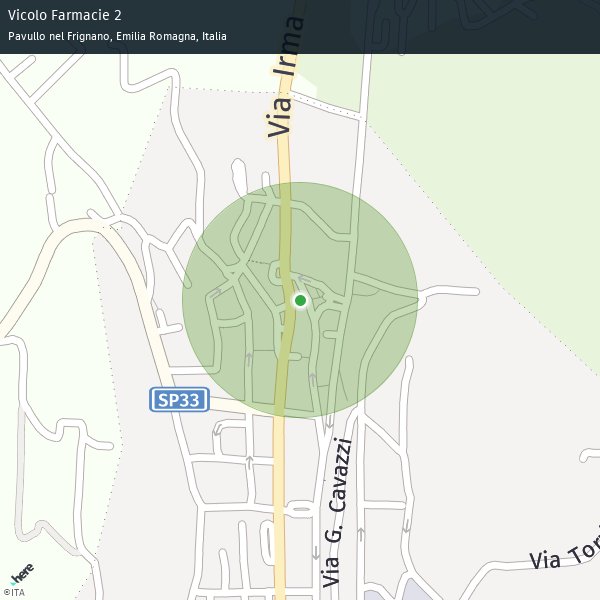 Vicolo Farmacie 2
Pavullo nel Frignano, Emilia Romagna, Italia
Via Irma
SP33
Via G. Cavazzi
Via Tor
here
©ITA